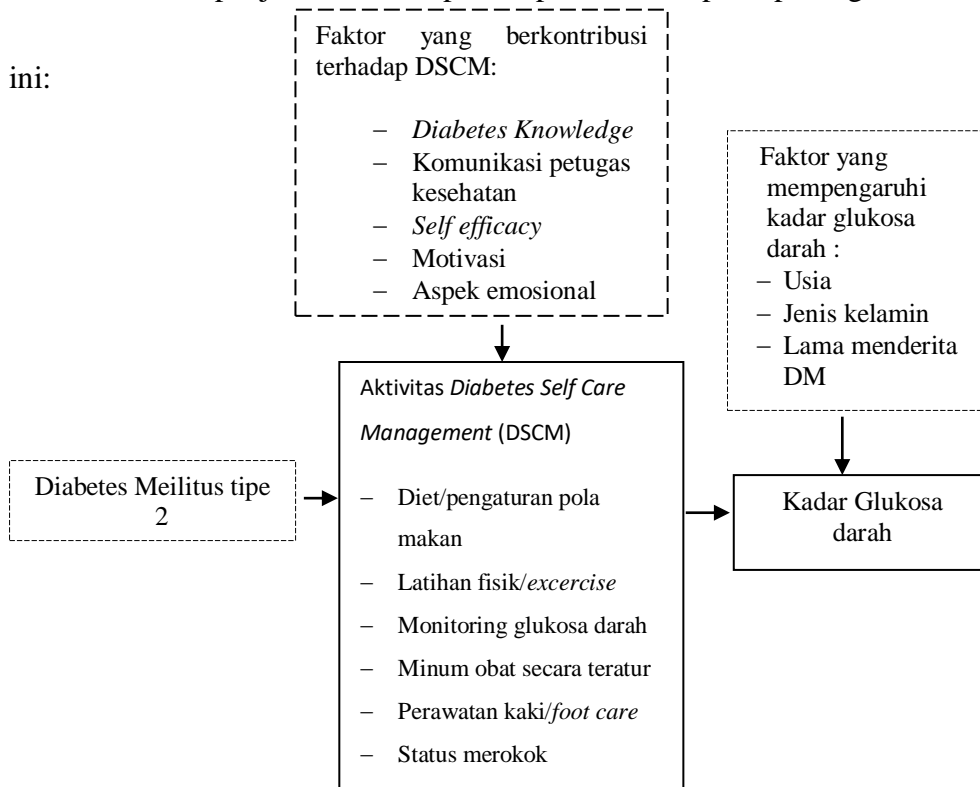 ini:
Faktor yang berkontribusi
terhadap DSCM:
– Diabetes Knowledge
– Komunikasi petugas
kesehatan
– Self efficacy
– Motivasi
– Aspek emosional
Faktor yang
mempengaruhi
kadar glukosa
darah :
– Usia
– Jenis kelamin
– Lama menderita
DM
Aktivitas Diabetes Self Care
Management (DSCM)
– Diet/pengaturan pola
makan
– Latihan fisik/excercise
– Monitoring glukosa darah
– Minum obat secara teratur
– Perawatan kaki/foot care
– Status merokok
Diabetes Meilitus tipe
2
Kadar Glukosa
darah